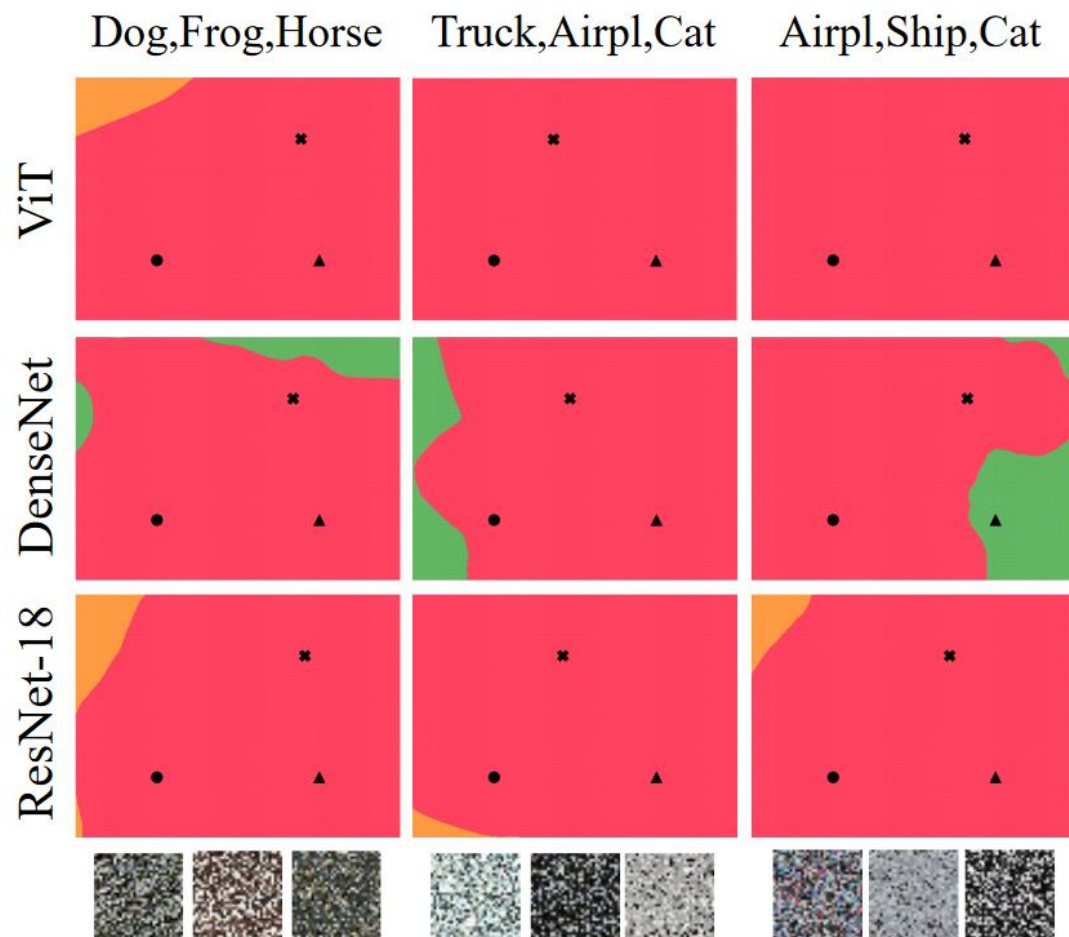 Dog,Frog,Horse
Truck,Airpl,Cat
Airpl,Ship,Cat
ViT
DenseNet
ResNet-18